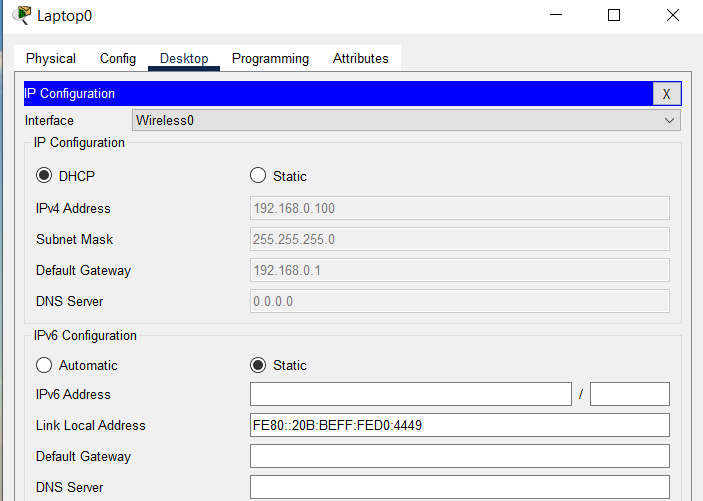 Laptop0
Physical Config Desktop Programming Attributes
IP Configuration X
Interface Wireless0
IP Configuration
DHCP Static
IPv4 Address 192.168.0.100
Subnet Mask 255.255.255.0
Default Gateway 192.168.0.1
DNS Server 0.0.0.0
IPv6 Configuration
Automatic Static
IPv6 Address /
Link Local Address FE80::20B:BEFF:FED0:4449
Default Gateway
DNS Server